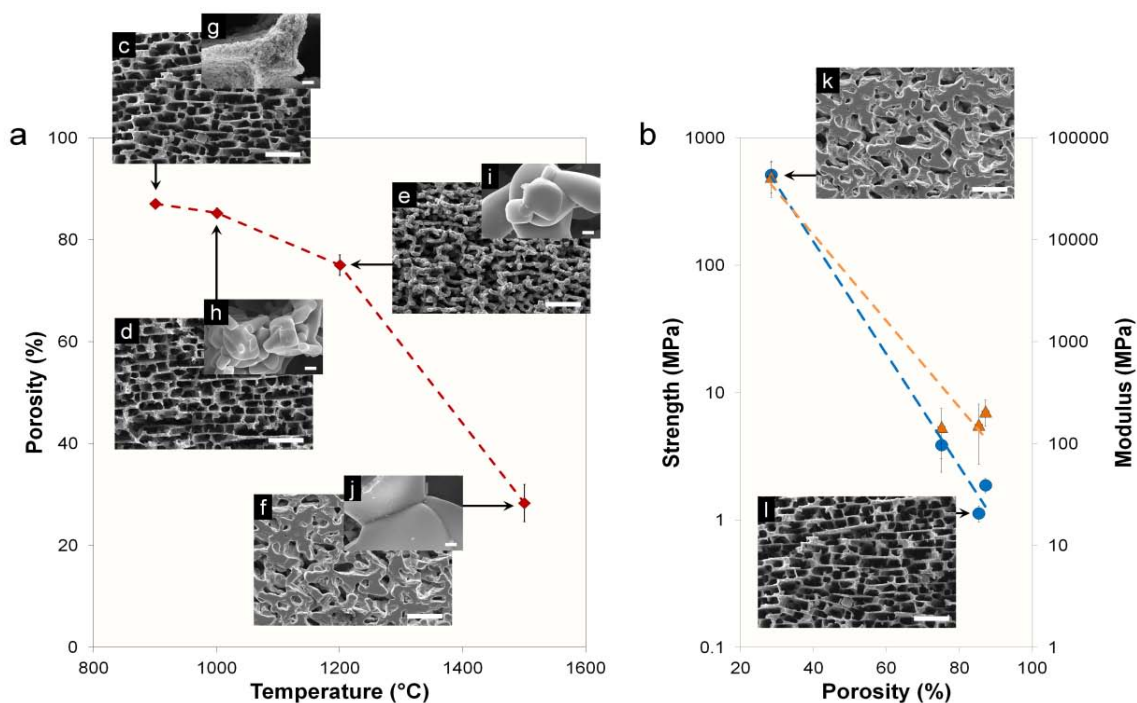 g
c
k
a
b
100
1000
100000
i
e
80
10000
100
h
60
d
1000
Porosity (%)
Strength (MPa)
Modulus (MPa)
10
40
100
j
f
l
1
20
10
0
0.1
1
800
1000
1200
1400
1600
20
40
60
80
100
Temperature (°C)
Porosity (%)